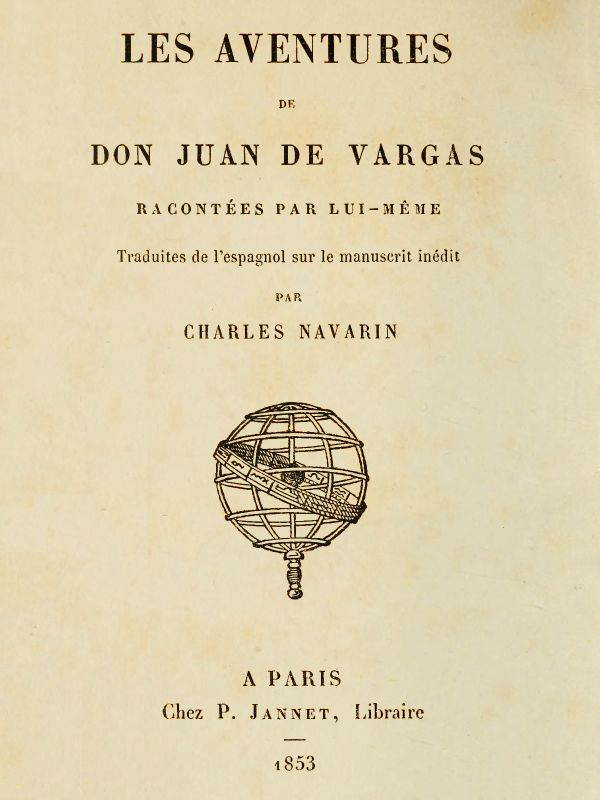 LES AVENTURES
DE
DON JUAN DE VARGAS
RACONTÉES PAR LUI-MÊME
Traduites de l'espagnol sur le manuscrit inédit
PAR
CHARLES NAVARIN
A PARIS
Chez P. JANNET, Libraire
1853